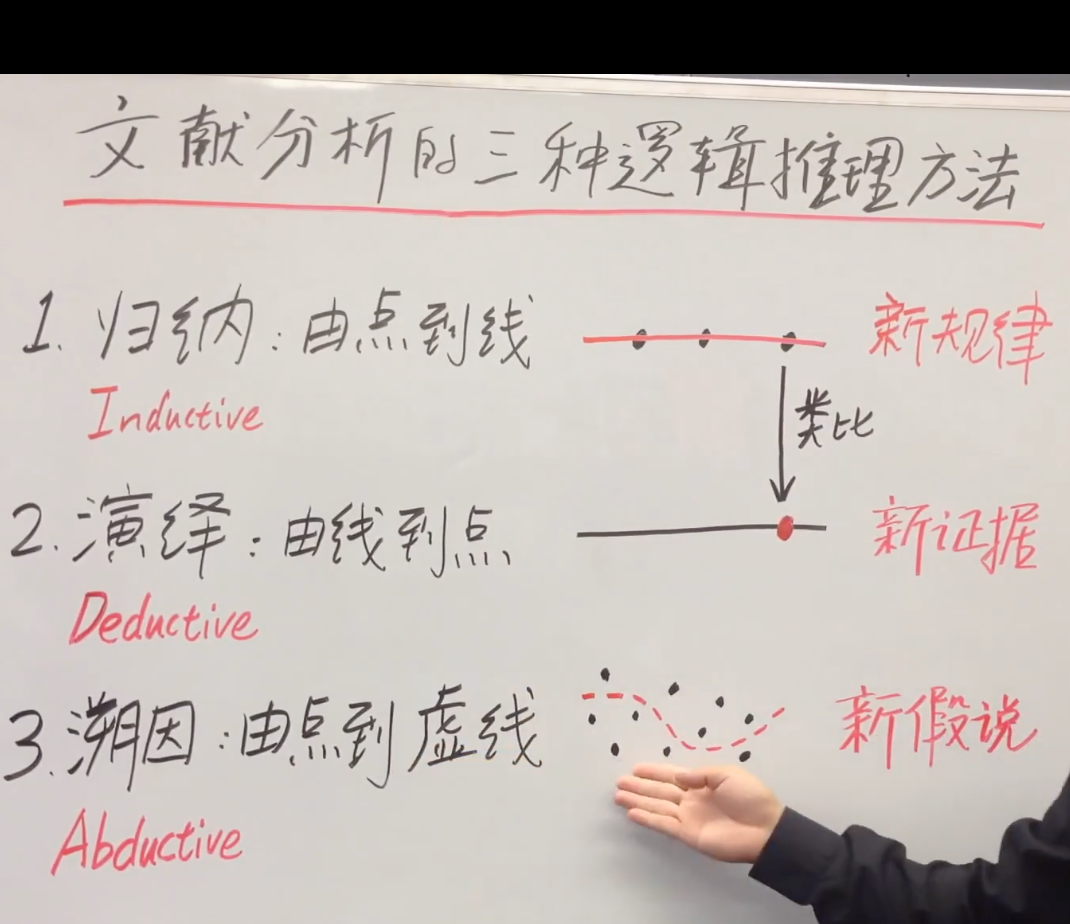 文献分析的三种逻辑推理方法
1. 归纳：由点到线 新规律
Inductive
类比
2. 演绎：由线到点 新证据
Deductive
3. 溯因：由点到虚线 新假说
Abductive